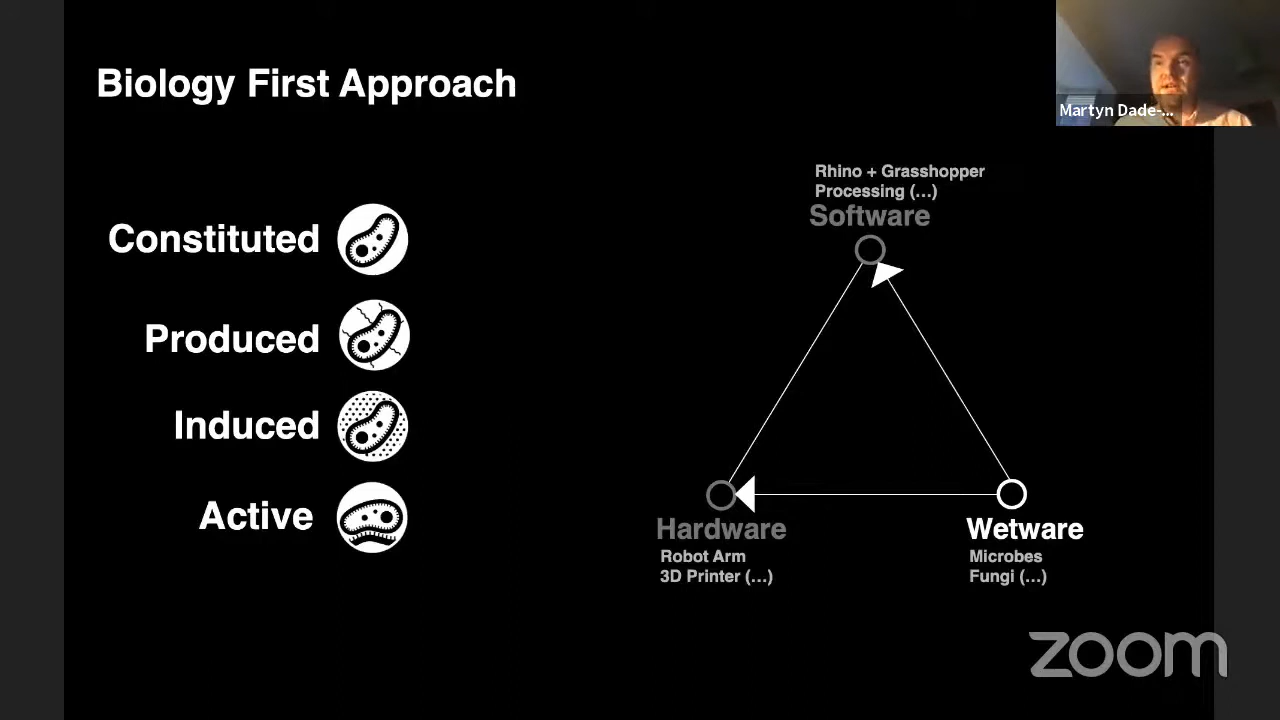 Biology First Approach
Martyn Dade-...
Constituted
Produced
Induced
Active
Rhino + Grasshopper
Processing (...)
Software
Hardware
Robot Arm
3D Printer (...)
Wetware
Microbes
Fungi (...)
zoom